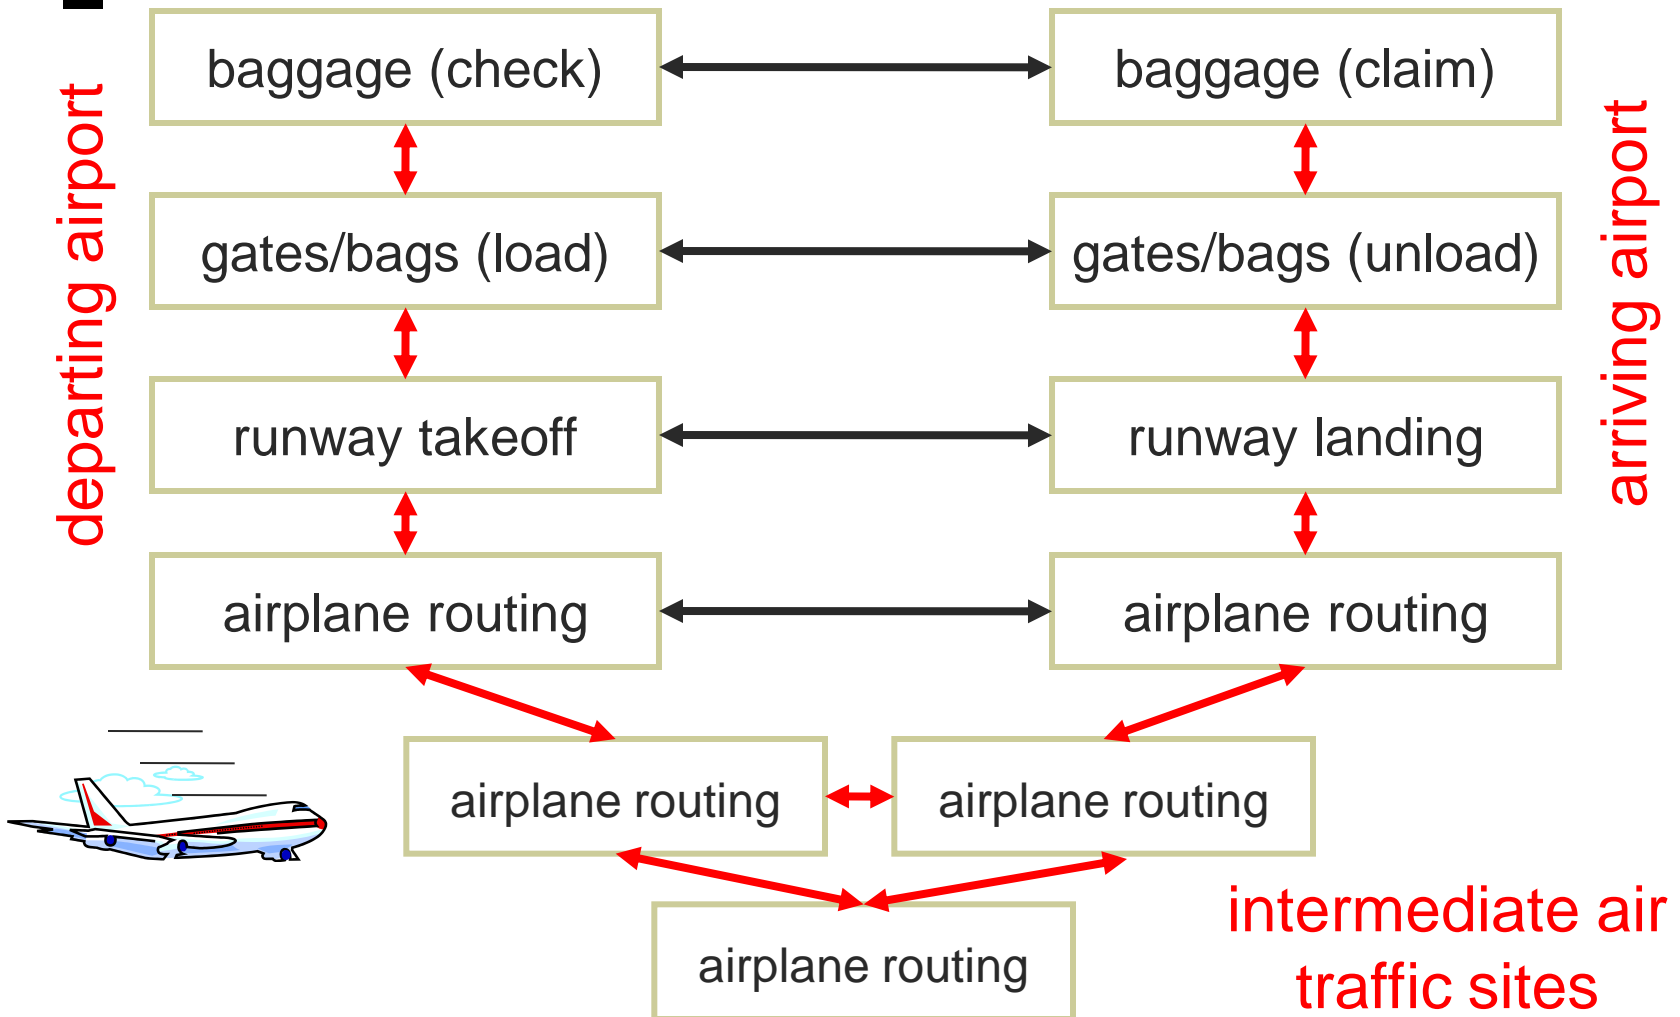 baggage (check)
baggage (claim)
departing airport
arriving airport
gates/bags (load)
gates/bags (unload)
runway takeoff
runway landing
airplane routing
airplane routing
airplane routing
airplane routing
airplane routing
intermediate air
traffic sites